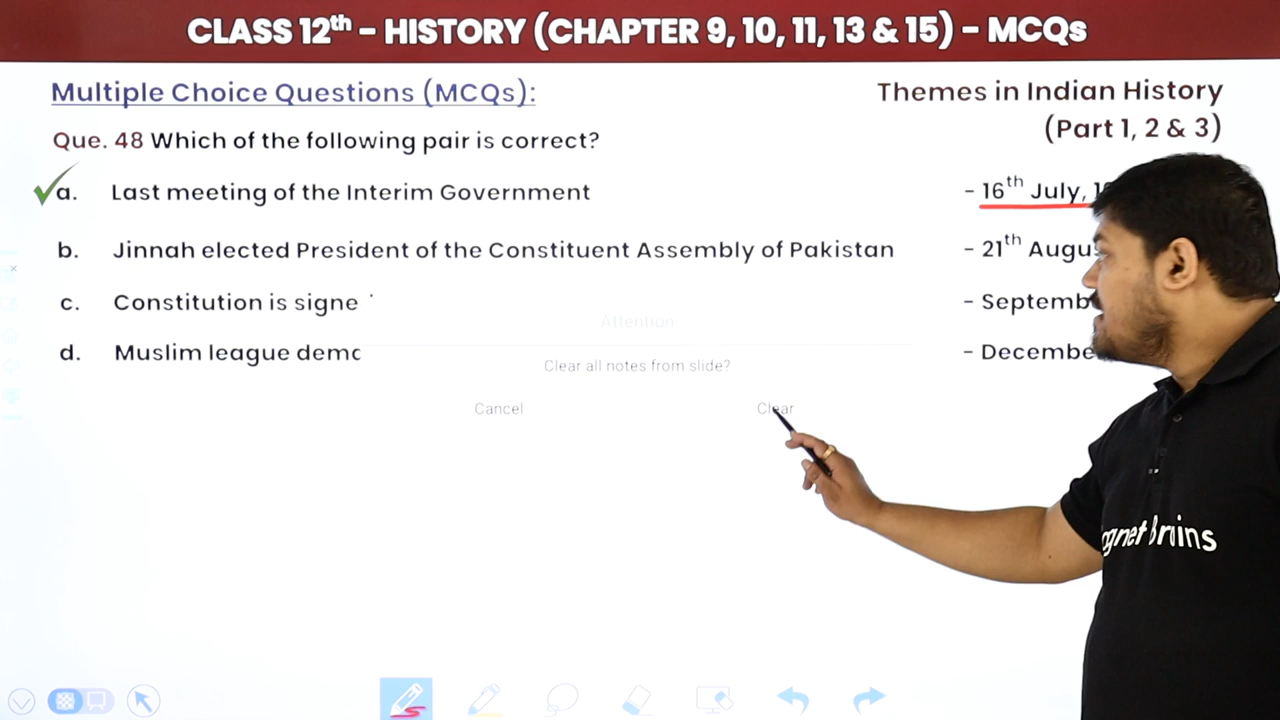 CLASS 12th - HISTORY (CHAPTER 9, 10, 11, 13 & 15) - MCQs
Multiple Choice Questions (MCQs):
Themes in Indian History
(Part 1, 2 & 3)
Que. 48 Which of the following pair is correct?
a. Last meeting of the Interim Government - 16th July,
b. Jinnah elected President of the Constituent Assembly of Pakistan - 21th Augu
c. Constitution is signe - Septemb
d. Muslim league demo - Decembe
Attention
Clear all notes from slide?
Cancel Clear
gnet Brains